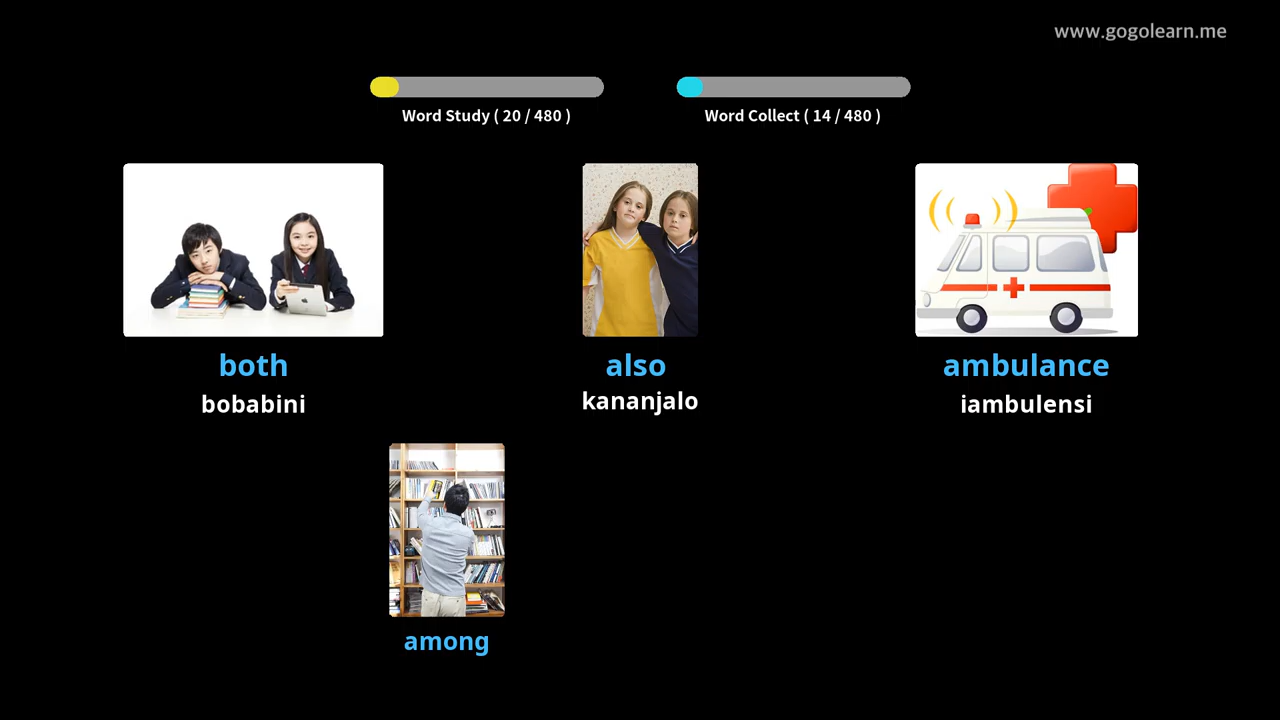 www.gogolearn.me
Word Study ( 20 / 480 )
Word Collect ( 14 / 480 )
both
also
ambulance
bobabini
kananjalo
iambulensi
among